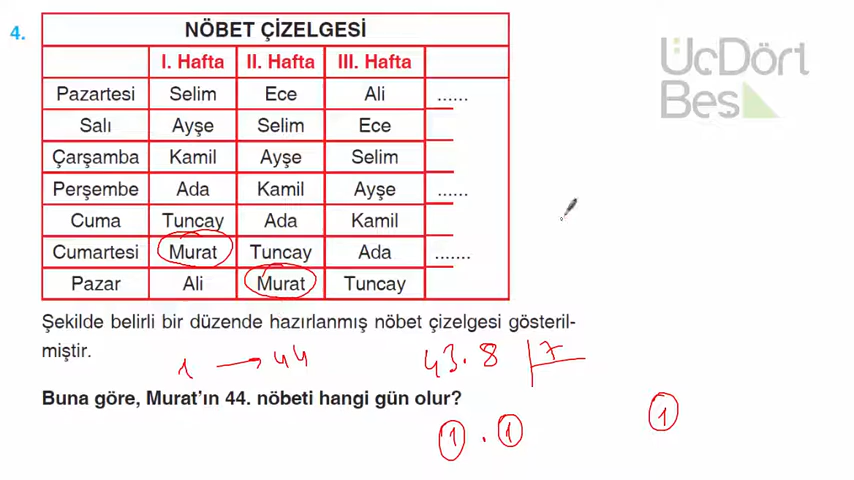 4.
NÖBET ÇİZELGESİ
I. Hafta II. Hafta III. Hafta
Pazartesi Selim Ece Ali ......
Salı Ayşe Selim Ece
Çarşamba Kamil Ayşe Selim
Perşembe Ada Kamil Ayşe ......
Cuma Tuncay Ada Kamil
Cumartesi Murat Tuncay Ada .......
Pazar Ali Murat Tuncay
ÜçDört
Beş
Şekilde belirli bir düzende hazırlanmış nöbet çizelgesi gösteril-
miştir.
1 → 44 43.8 7
Buna göre, Murat'ın 44. nöbeti hangi gün olur?
1 . 1 1